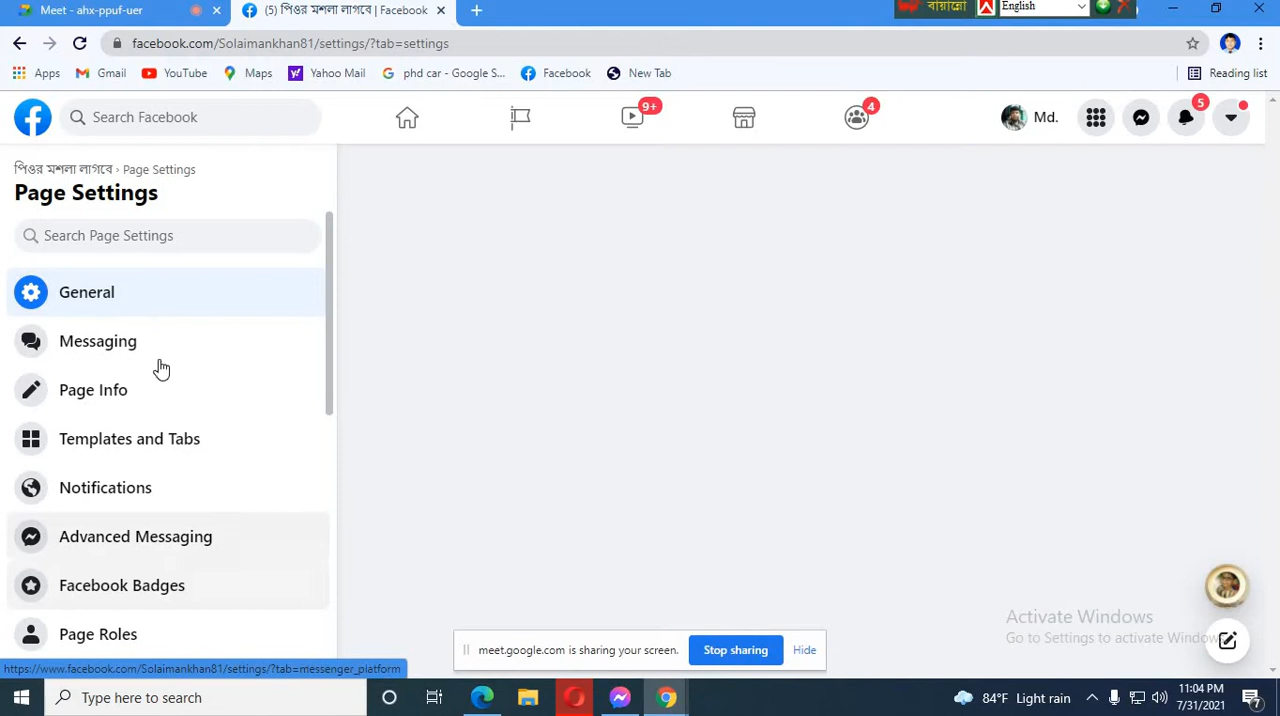 Meet - ahx-ppuf-uer
(5) পিওর মশলা লাগবে | Facebook
বায়ান্নো
English
facebook.com/Solaimankhan81/settings/?tab=settings
Apps
Gmail
YouTube
Maps
Yahoo Mail
phd car - Google S...
Facebook
New Tab
Reading list
Search Facebook
9+
4
Md.
5
পিওর মশলা লাগবে › Page Settings
Page Settings
Search Page Settings
General
Messaging
Page Info
Templates and Tabs
Notifications
Advanced Messaging
Facebook Badges
Page Roles
Activate Windows
Go to Settings to activate Windows.
meet.google.com is sharing your screen.
Stop sharing
Hide
https://www.facebook.com/Solaimankhan81/settings/?tab=messenger_platform
Type here to search
84°F Light rain
11:04 PM
7/31/2021
7